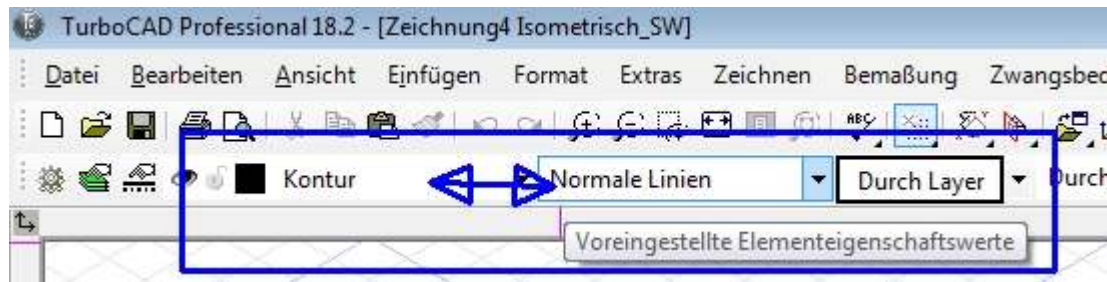 TurboCAD Professional 18.2 - [Zeichnung4 Isometrisch_SW]
Datei Bearbeiten Ansicht Einfügen Format Extras Zeichnen Bemaßung Zwangsbed
ABC
Kontur Normale Linien Durch Layer Durch
Voreingestellte Elementeigenschaftswerte